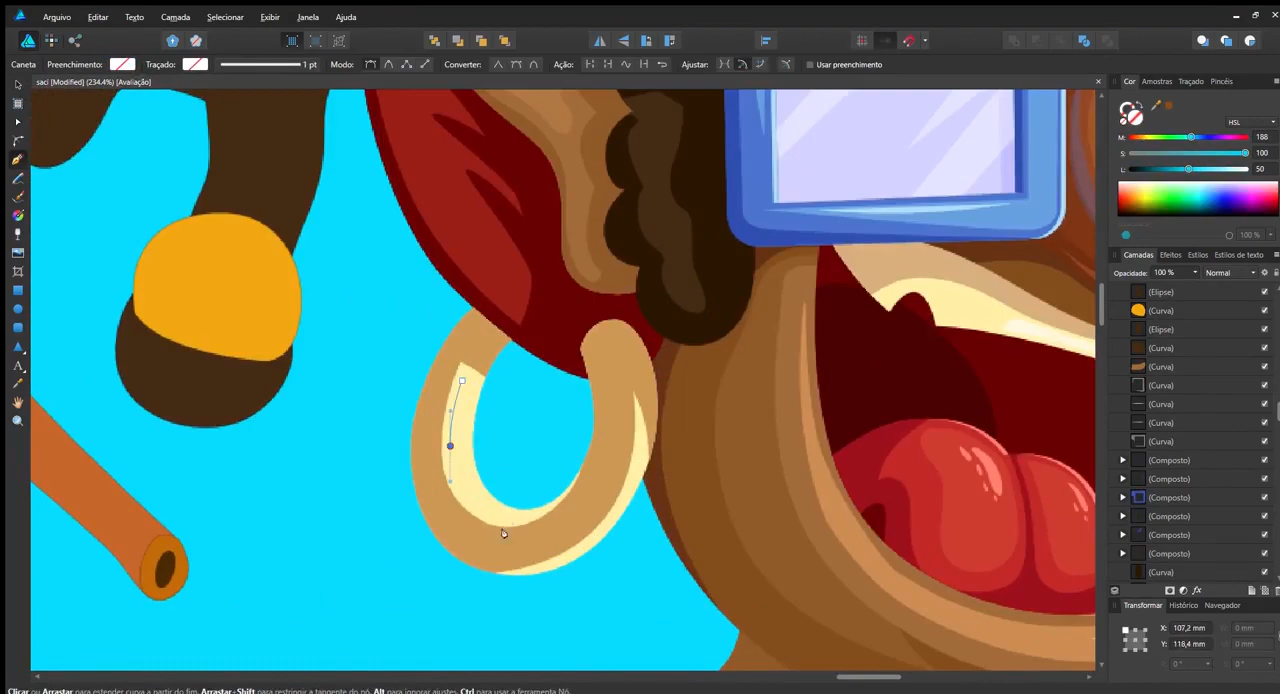 Arquivo Editar Texto Camada Selecionar Exibir Janela Ajuda
Caneta Preenchimento: Traçado: 1 pt Modo: Converter: Ação: Ajustar: Usar preenchimento
saci [Modified] (234.4%) [Avaliação]
Cor Amostras Traçado Pincéis
HSL
M: 188
S: 100
L: 50
100 %
Camadas Efeitos Estilos Estilos de texto
Opacidade: 100 % Normal
(Elipse)
(Curva)
(Elipse)
(Curva)
(Curva)
(Curva)
(Curva)
(Curva)
(Curva)
(Composto)
(Composto)
(Composto)
(Composto)
(Composto)
(Composto)
(Curva)
Transformar Histórico Navegador
X: 107,2 mm 0 mm
Y: 116,4 mm 0 mm
0 ° 0 °
Clicar ou Arrastar para estender curva a partir do fim. Arrastar+Shift para restringir a tangente do nó. Alt para ignorar ajustes. Ctrl para usar a ferramenta Nó.